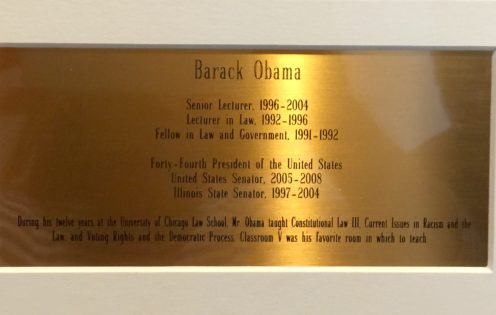 Barack Obama
Senior Lecturer, 1996-2004
Lecturer in Law, 1992-1996
Fellow in Law and Government, 1991-1992
Forty-Fourth President of the United States
United States Senator, 2005-2008
Illinois State Senator, 1997-2004
During his twelve years at the University of Chicago Law School, Mr. Obama taught Constitutional Law III, Current Issues in Racism and the
Law, and Voting Rights and the Democratic Process. Classroom V was his favorite room in which to teach.